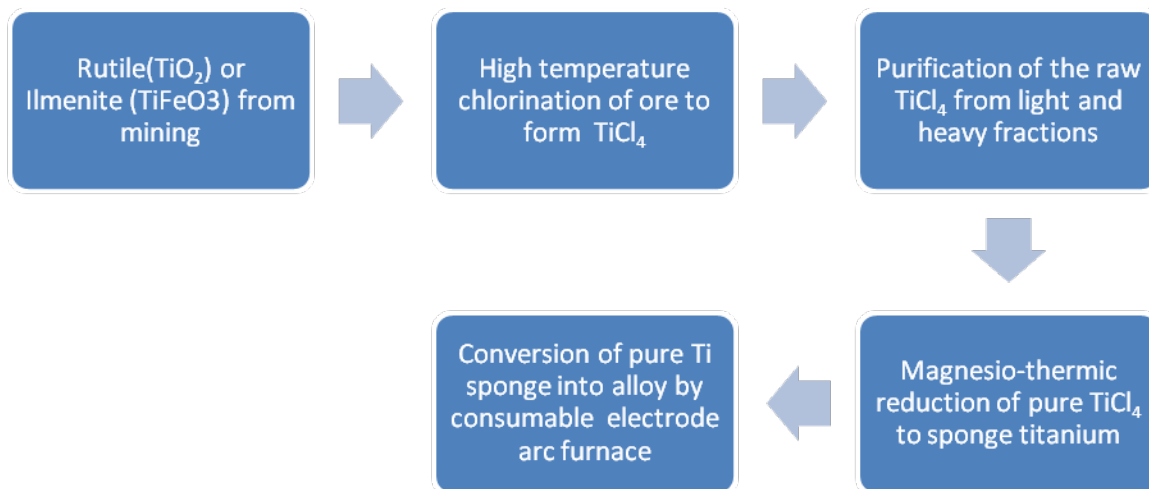 Rutile(TiO₂) or
Ilmenite (TiFeO3) from
mining
High temperature
chlorination of ore to
form TiCl₄
Purification of the raw
TiCl₄ from light and
heavy fractions
Magnesio-thermic
reduction of pure TiCl₄
to sponge titanium
Conversion of pure Ti
sponge into alloy by
consumable electrode
arc furnace